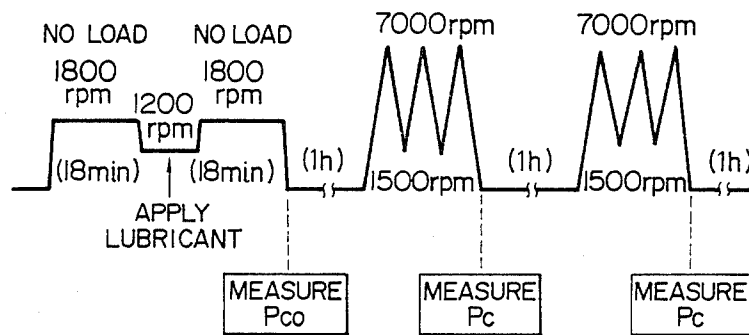 NO LOAD
1800
rpm
1200
rpm
NO LOAD
1800
rpm
(18min)
(18min)
APPLY
LUBRICANT
(1h)
7000rpm
1500rpm
(1h)
7000rpm
1500rpm
(1h)
MEASURE
Pco
MEASURE
Pc
MEASURE
Pc